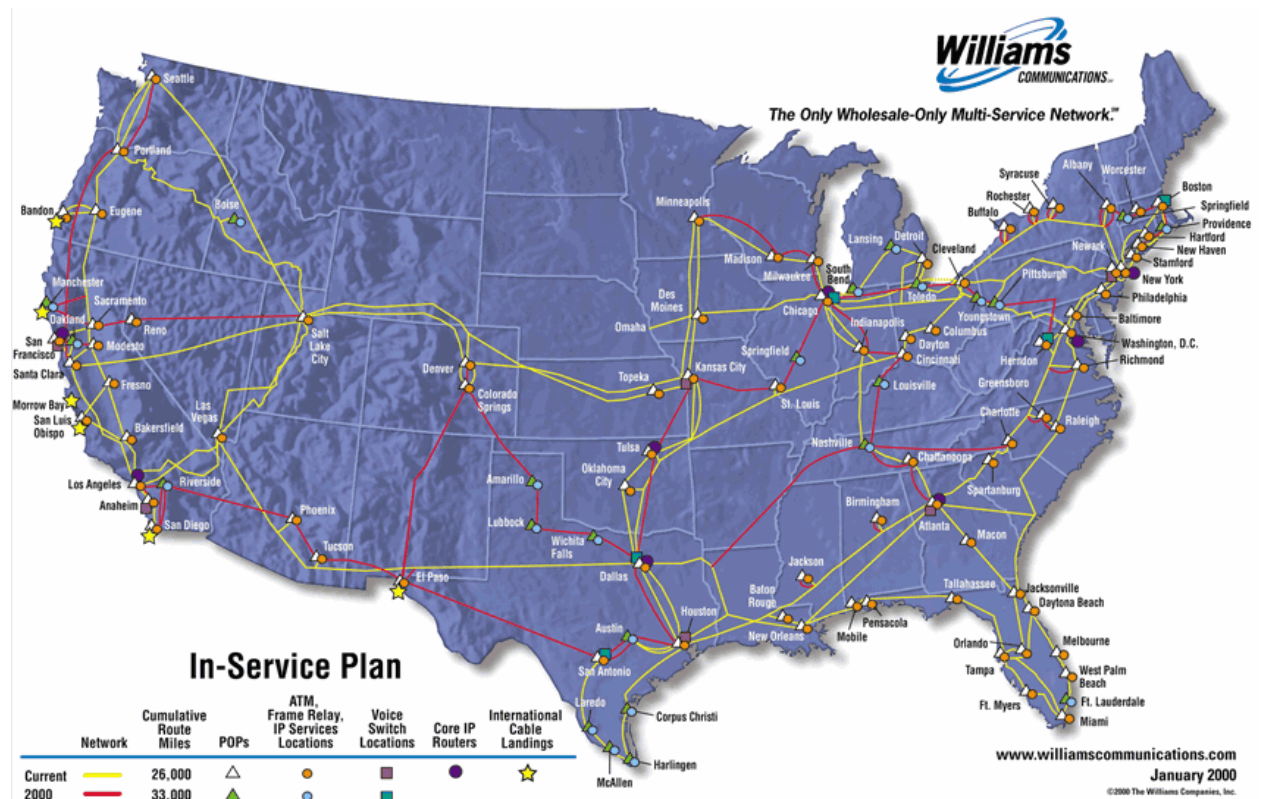 Williams
COMMUNICATIONS℠
The Only Wholesale-Only Multi-Service Network.℠
Seattle
Portland
Bandon
Eugene
Boise
Manchester
Sacramento
Oakland
Reno
San
Francisco
Modesto
Santa Clara
Fresno
Morrow Bay
San Luis
Obispo
Bakersfield
Las
Vegas
Salt
Lake
City
Los Angeles
Riverside
Anaheim
San Diego
Phoenix
Tucson
El Paso
Denver
Colorado
Springs
Amarillo
Lubbock
Wichita
Falls
Minneapolis
Madison
Milwaukee
Des
Moines
Omaha
Topeka
Kansas City
St. Louis
Springfield
Chicago
South
Bend
Lansing
Detroit
Toledo
Cleveland
Indianapolis
Columbus
Dayton
Cincinnati
Louisville
Youngstown
Pittsburgh
Buffalo
Rochester
Syracuse
Albany
Worcester
Boston
Springfield
Providence
Hartford
New Haven
Stamford
Newark
New York
Philadelphia
Baltimore
Washington, D.C.
Herndon
Richmond
Greensboro
Charlotte
Raleigh
Nashville
Chattanooga
Spartanburg
Birmingham
Atlanta
Macon
Tulsa
Oklahoma
City
Dallas
Jackson
Baton
Rouge
Houston
New Orleans
Mobile
Pensacola
Tallahassee
Jacksonville
Daytona Beach
Orlando
Melbourne
Tampa
West Palm
Beach
Ft. Myers
Ft. Lauderdale
Miami
Austin
San Antonio
Laredo
Corpus Christi
McAllen
Harlingen
In-Service Plan
Network
Cumulative
Route
Miles
POPs
ATM,
Frame Relay,
IP Services
Locations
Voice
Switch
Locations
Core IP
Routers
International
Cable
Landings
Current 26,000
2000 33,000
www.williamscommunications.com
January 2000
©2000 The Williams Companies, Inc.